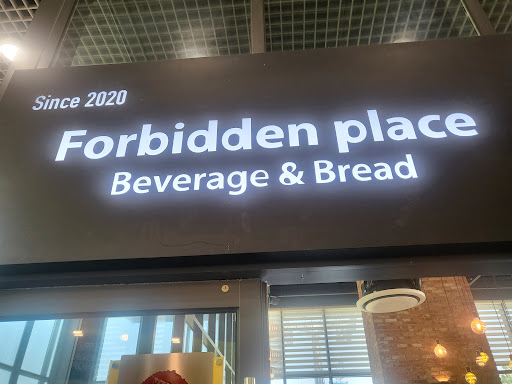 Since 2020
Forbidden place
Beverage & Bread